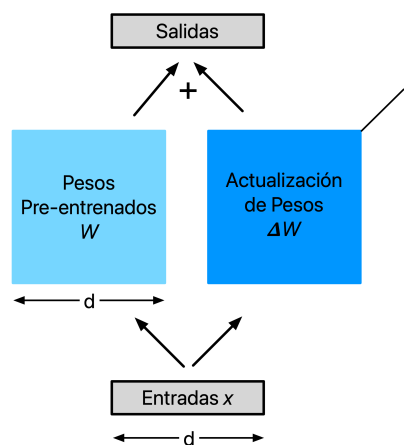 Salidas
+
Pesos
Pre-entrenados
W
Actualización
de Pesos
ΔW
d
Entradas x
d